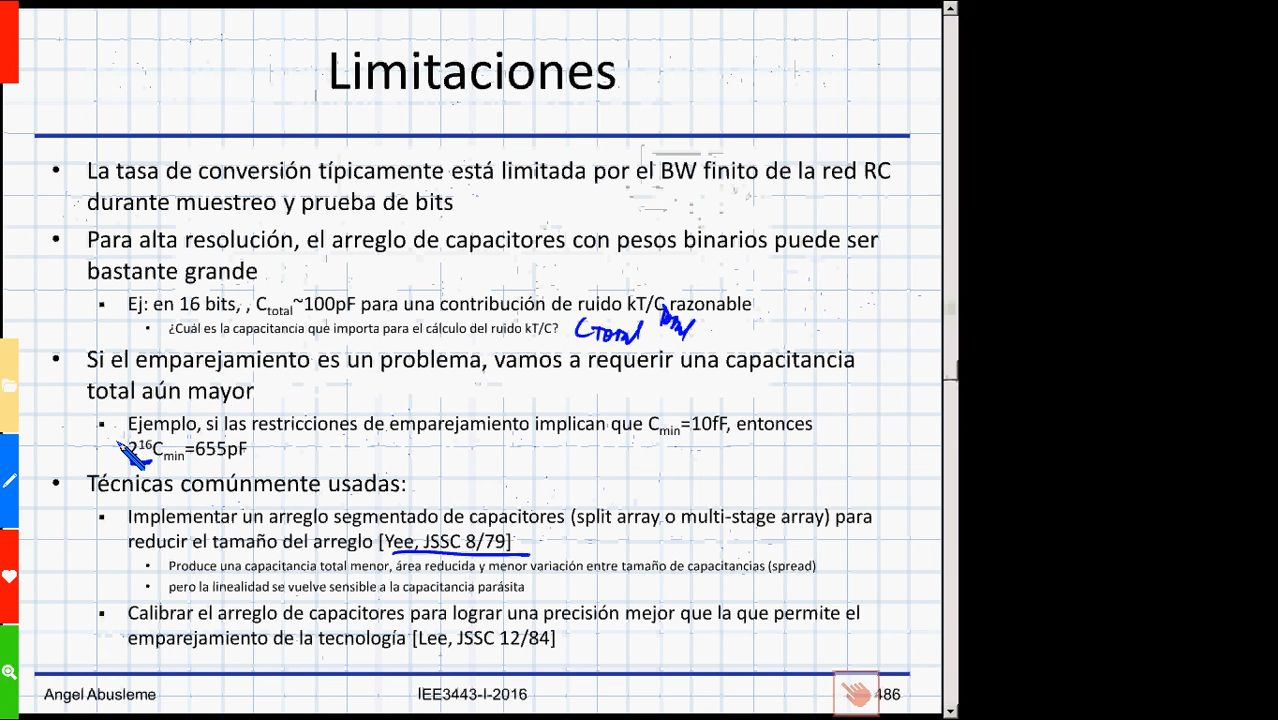 Limitaciones
• La tasa de conversión típicamente está limitada por el BW finito de la red RC
durante muestreo y prueba de bits
• Para alta resolución, el arreglo de capacitores con pesos binarios puede ser
bastante grande
▪ Ej: en 16 bits, , Ctotal~100pF para una contribución de ruido kT/C razonable
total
• ¿Cuál es la capacitancia que importa para el cálculo del ruido kT/C? CTotal
• Si el emparejamiento es un problema, vamos a requerir una capacitancia
total aún mayor
▪ Ejemplo, si las restricciones de emparejamiento implican que Cmin=10fF, entonces
2¹⁶Cmin=655pF
• Técnicas comúnmente usadas:
▪ Implementar un arreglo segmentado de capacitores (split array o multi-stage array) para
reducir el tamaño del arreglo [Yee, JSSC 8/79]
• Produce una capacitancia total menor, área reducida y menor variación entre tamaño de capacitancias (spread)
• pero la linealidad se vuelve sensible a la capacitancia parásita
▪ Calibrar el arreglo de capacitores para lograr una precisión mejor que la que permite el
emparejamiento de la tecnología [Lee, JSSC 12/84]
Angel Abusleme IEE3443-I-2016 486